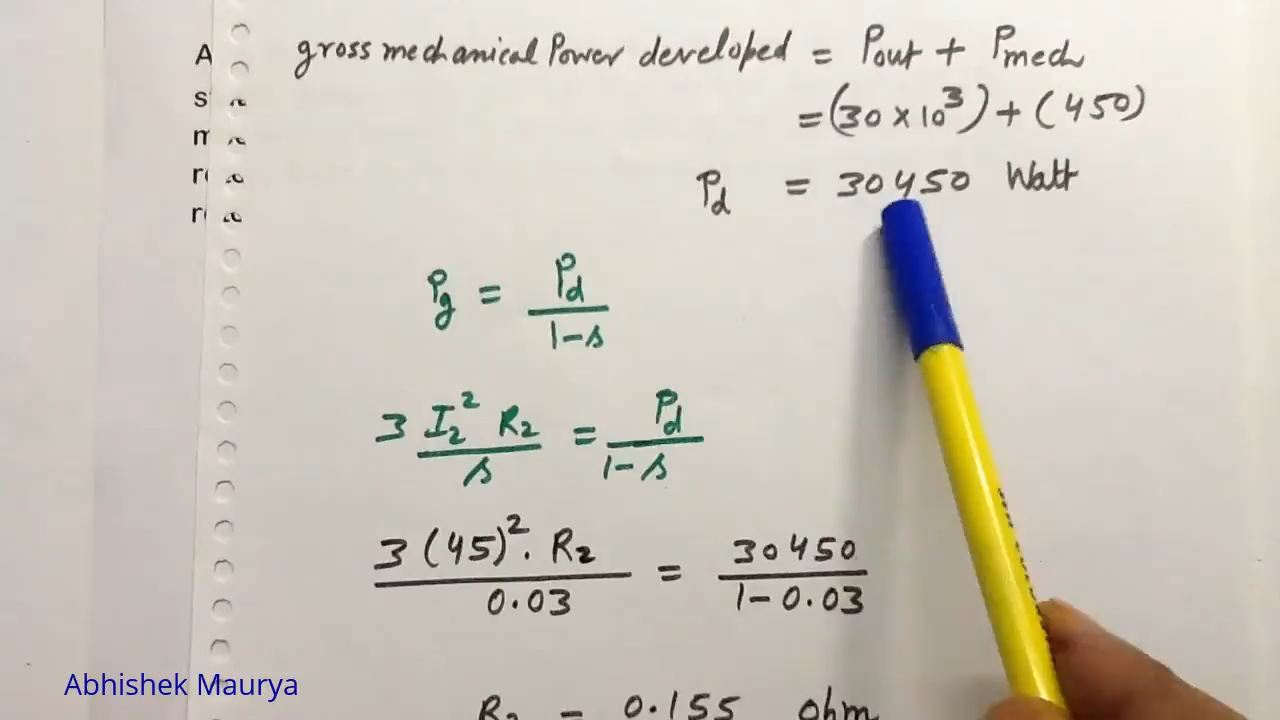 gross mechanical Power developed = Pout + Pmech
= (30 × 10³) + (450)
Pd = 30450 Watt
A
s
m
r
r
Pg = Pd / 1-s
3 I₂² R₂ / s = Pd / 1-s
3 (45)² · R₂ / 0.03 = 30450 / 1-0.03
R₂ = 0.155 ohm
Abhishek Maurya